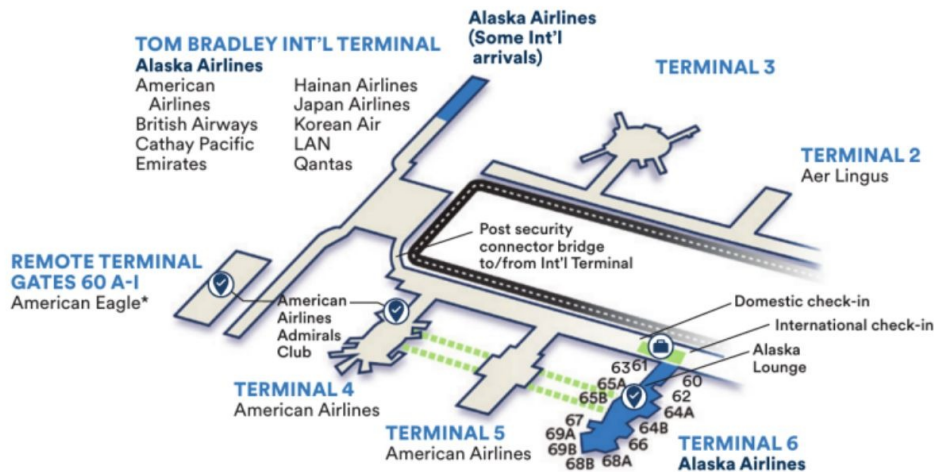 Alaska Airlines
(Some Int'l
arrivals)
TOM BRADLEY INT'L TERMINAL
Alaska Airlines
American
Airlines
British Airways
Cathay Pacific
Emirates
Hainan Airlines
Japan Airlines
Korean Air
LAN
Qantas
TERMINAL 3
TERMINAL 2
Aer Lingus
Post security
connector bridge
to/from Int'l Terminal
REMOTE TERMINAL
GATES 60 A-I
American Eagle*
American
Airlines
Admirals
Club
Domestic check-in
International check-in
Alaska
Lounge
TERMINAL 4
American Airlines
TERMINAL 5
American Airlines
63
61
65A
65B
60
62
64A
64B
66
67
69A
69B
68B
68A
TERMINAL 6
Alaska Airlines